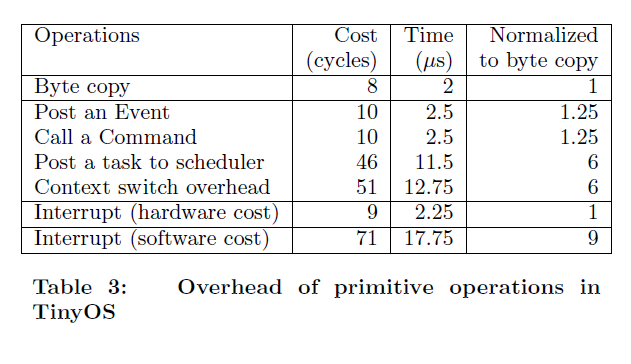 Operations Cost Time Normalized
(cycles) (μs) to byte copy
Byte copy 8 2 1
Post an Event 10 2.5 1.25
Call a Command 10 2.5 1.25
Post a task to scheduler 46 11.5 6
Context switch overhead 51 12.75 6
Interrupt (hardware cost) 9 2.25 1
Interrupt (software cost) 71 17.75 9
Table 3: Overhead of primitive operations in
TinyOS